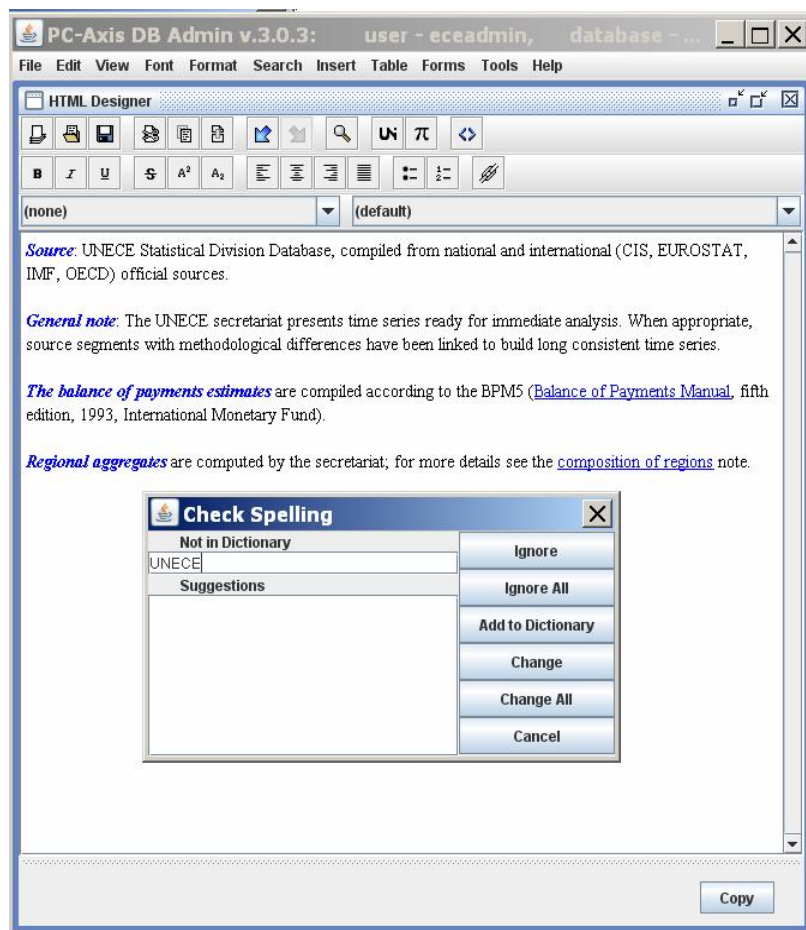 PC-Axis DB Admin v.3.0.3: user - eceadmin, database - ...
File Edit View Font Format Search Insert Table Forms Tools Help
HTML Designer
UNi π <>
B I U S A² A₂
(none) (default)
Source: UNECE Statistical Division Database, compiled from national and international (CIS, EUROSTAT,
IMF, OECD) official sources.
General note: The UNECE secretariat presents time series ready for immediate analysis. When appropriate,
source segments with methodological differences have been linked to build long consistent time series.
The balance of payments estimates are compiled according to the BPM5 (Balance of Payments Manual, fifth
edition, 1993, International Monetary Fund).
Regional aggregates are computed by the secretariat; for more details see the composition of regions note.
Check Spelling
Not in Dictionary
UNECE
Suggestions
Ignore
Ignore All
Add to Dictionary
Change
Change All
Cancel
Copy